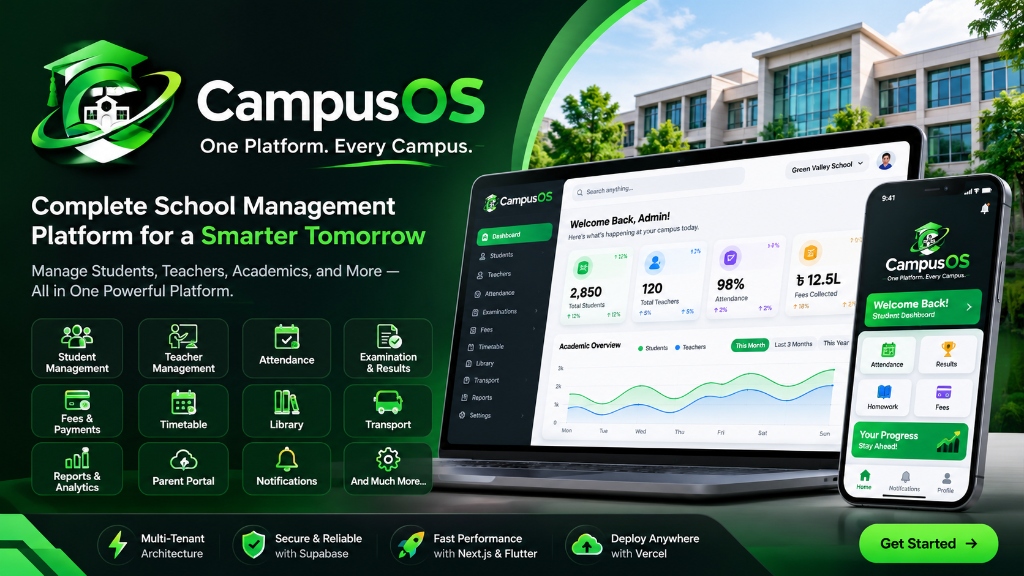 CampusOS
One Platform. Every Campus.
Complete School Management
Platform for a Smarter Tomorrow
Manage Students, Teachers, Academics, and More —
All in One Powerful Platform.
Student
Management
Teacher
Management
Attendance
Examination
& Results
Fees &
Payments
Timetable
Library
Transport
Reports &
Analytics
Parent Portal
Notifications
And Much More...
CampusOS
Search anything...
Green Valley School
Dashboard
Students
Teachers
Attendance
Examinations
Fees
Timetable
Library
Transport
Reports
Settings
Welcome Back, Admin!
Here's what's happening at your campus today.
2,850
Total Students
120
Total Teachers
98%
Attendance
৳ 12.5L
Fees Collected
Academic Overview
Students
Teachers
This Month
Last 3 Months
This Year
3k
2k
1k
0
Mon Tue Wed Thu Fri Sat Sun
9:41
CampusOS
One Platform. Every Campus.
Welcome Back!
Student Dashboard
Attendance
Results
Homework
Fees
Your Progress
Stay Ahead!
Home
Notifications
Profile
Multi-Tenant
Architecture
Secure & Reliable
with Supabase
Fast Performance
with Next.js & Flutter
Deploy Anywhere
with Vercel
Get Started →